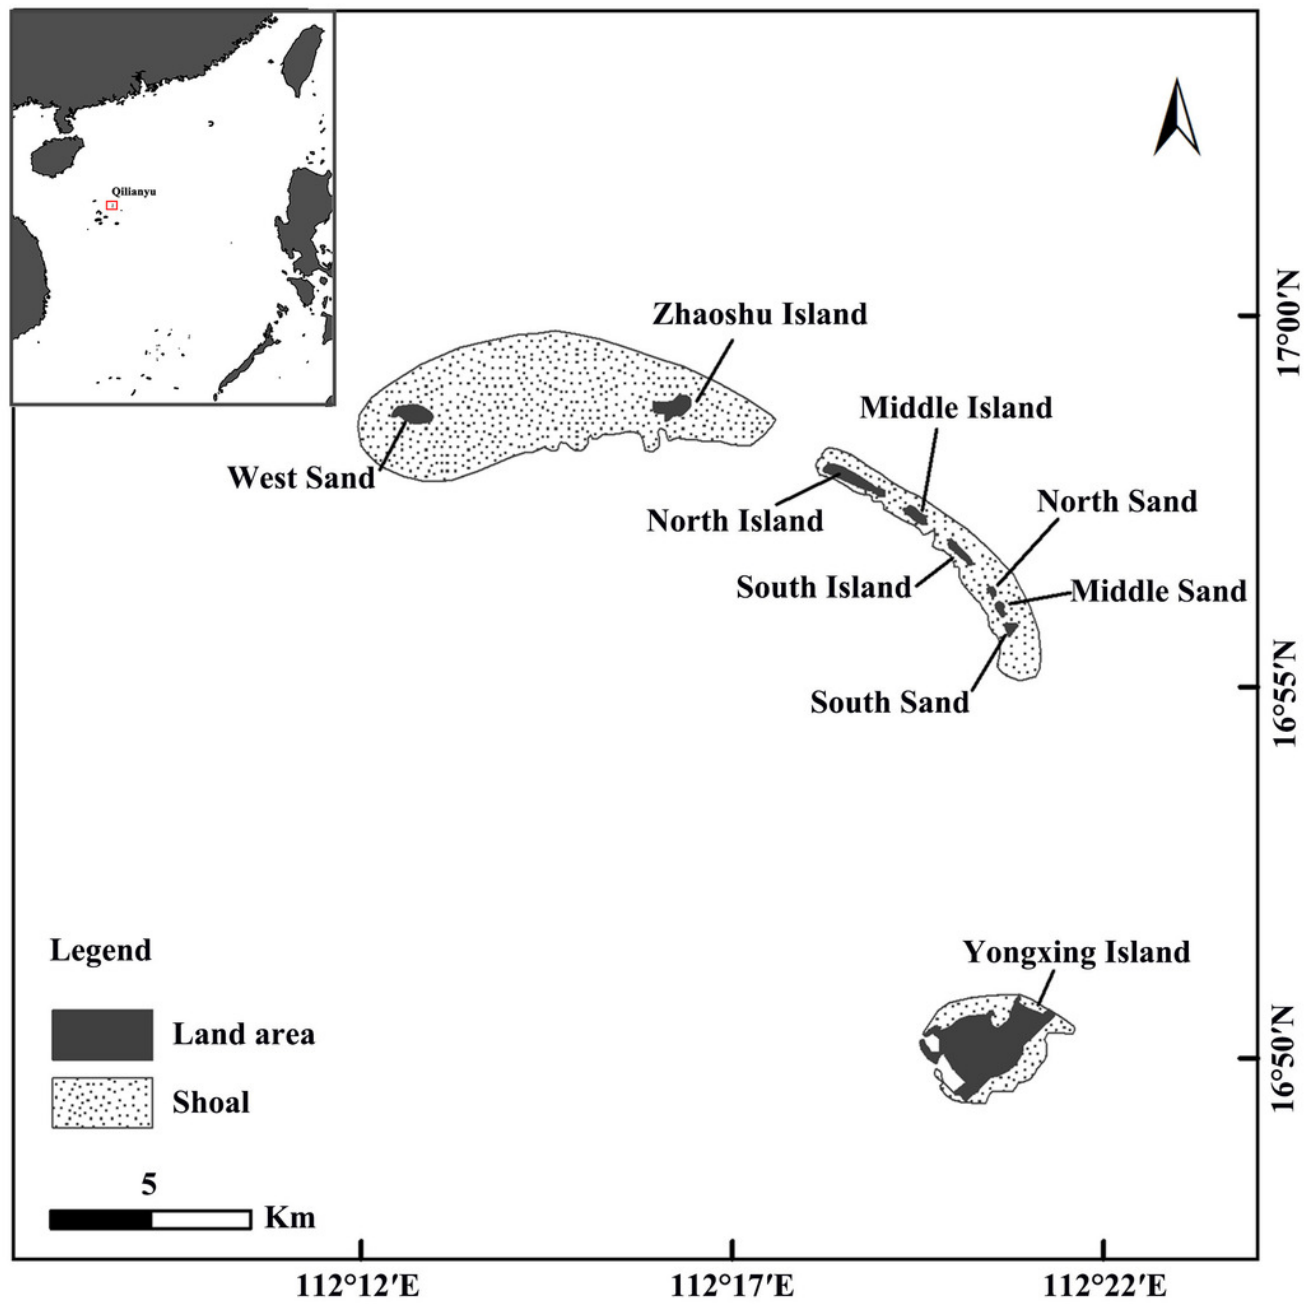 Qilianyu
Zhaoshu Island
Middle Island
West Sand
North Sand
North Island
South Island
Middle Sand
South Sand
Yongxing Island
Legend
Land area
Shoal
5
Km
17°00′N
16°55′N
16°50′N
112°12′E
112°17′E
112°22′E